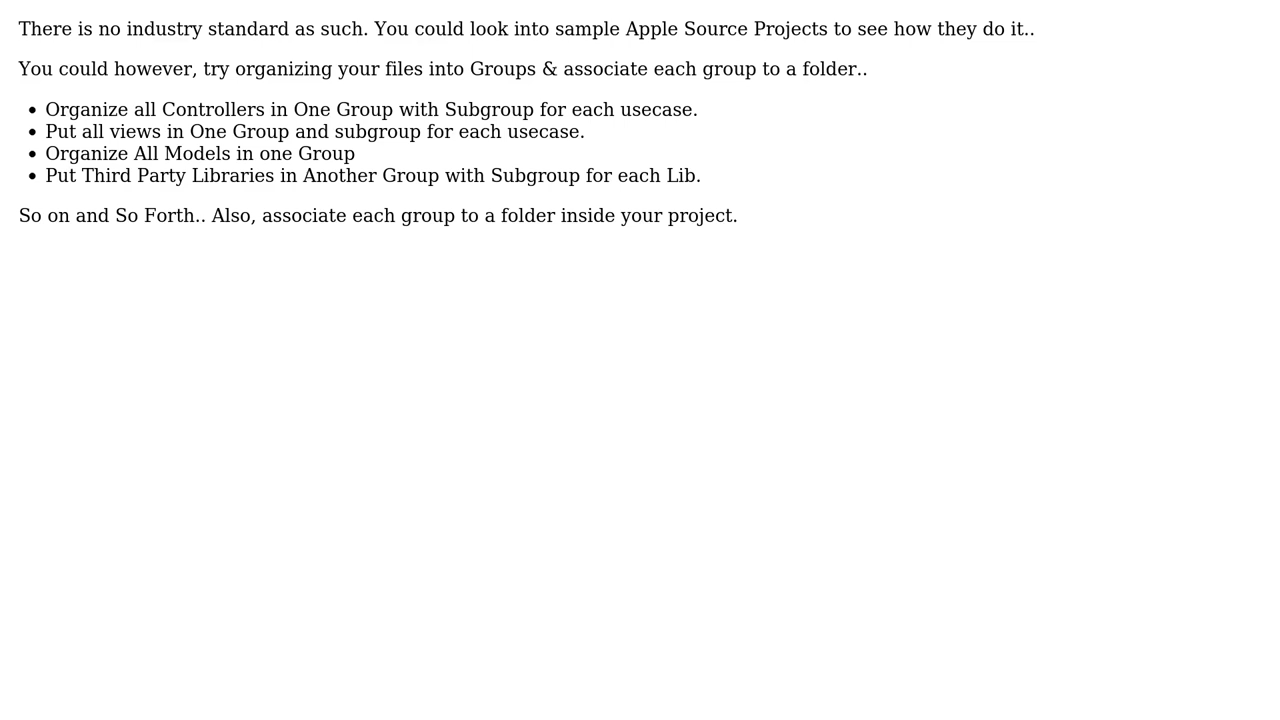 There is no industry standard as such. You could look into sample Apple Source Projects to see how they do it..
You could however, try organizing your files into Groups & associate each group to a folder..
• Organize all Controllers in One Group with Subgroup for each usecase.
• Put all views in One Group and subgroup for each usecase.
• Organize All Models in one Group
• Put Third Party Libraries in Another Group with Subgroup for each Lib.
So on and So Forth.. Also, associate each group to a folder inside your project.